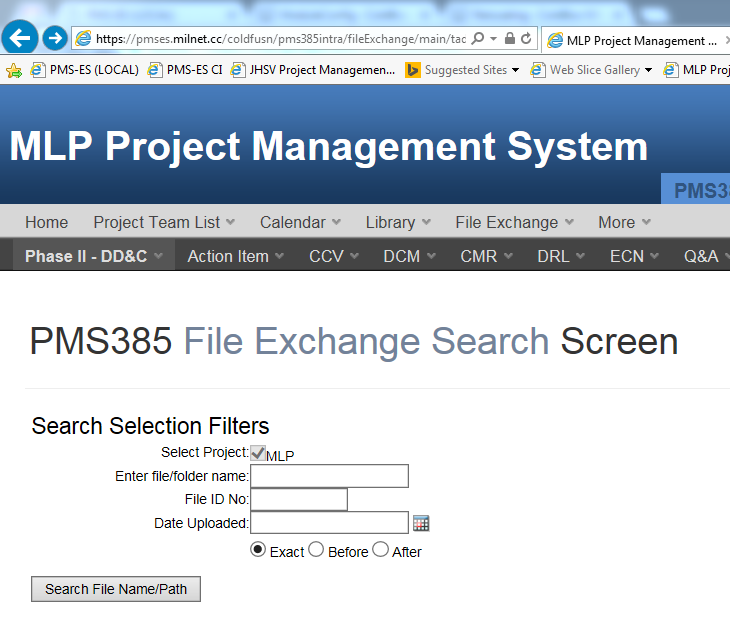 https://pmses.milnet.cc/coldfusn/pms385intra/fileExchange/main/tac
MLP Project Management ...
PMS-ES (LOCAL) PMS-ES CI JHSV Project Managemen... Suggested Sites Web Slice Gallery MLP Proj
MLP Project Management System
PMS3
Home Project Team List Calendar Library File Exchange More
Phase II - DD&C Action Item CCV DCM CMR DRL ECN Q&A
PMS385 File Exchange Search Screen
Search Selection Filters
Select Project: MLP
Enter file/folder name:
File ID No:
Date Uploaded:
Exact Before After
Search File Name/Path